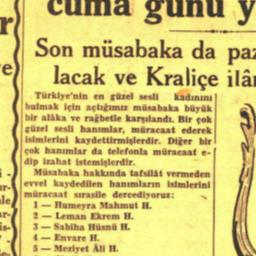 cuma günü y
Son müsabaka da paz
lacak ve Kraliçe ilân
Türkiye'nin en güzel sesli kadınını
bulmak için açtığımız müsabaka büyük
bir alâka ve rağbetle karşılandı. Bir çok
güzel sesli hanımlar, müracaat ederek
isimlerini kaydettirmişlerdir. Diğer bir
çok hanımlar da telefonla müracaat e-
dip izahat istemişlerdir.
Müsabaka hakkında tafsilât vermeden
evvel kaydedilen hanımların isimlerini
müracaat sırasile dercediyoruz:
1 — Humeyra Mahmut H.
2 — Leman Ekrem H.
3 — Sabiha Hüsnü H.
4 — Envare H.
5 — Meziyet Âli H.